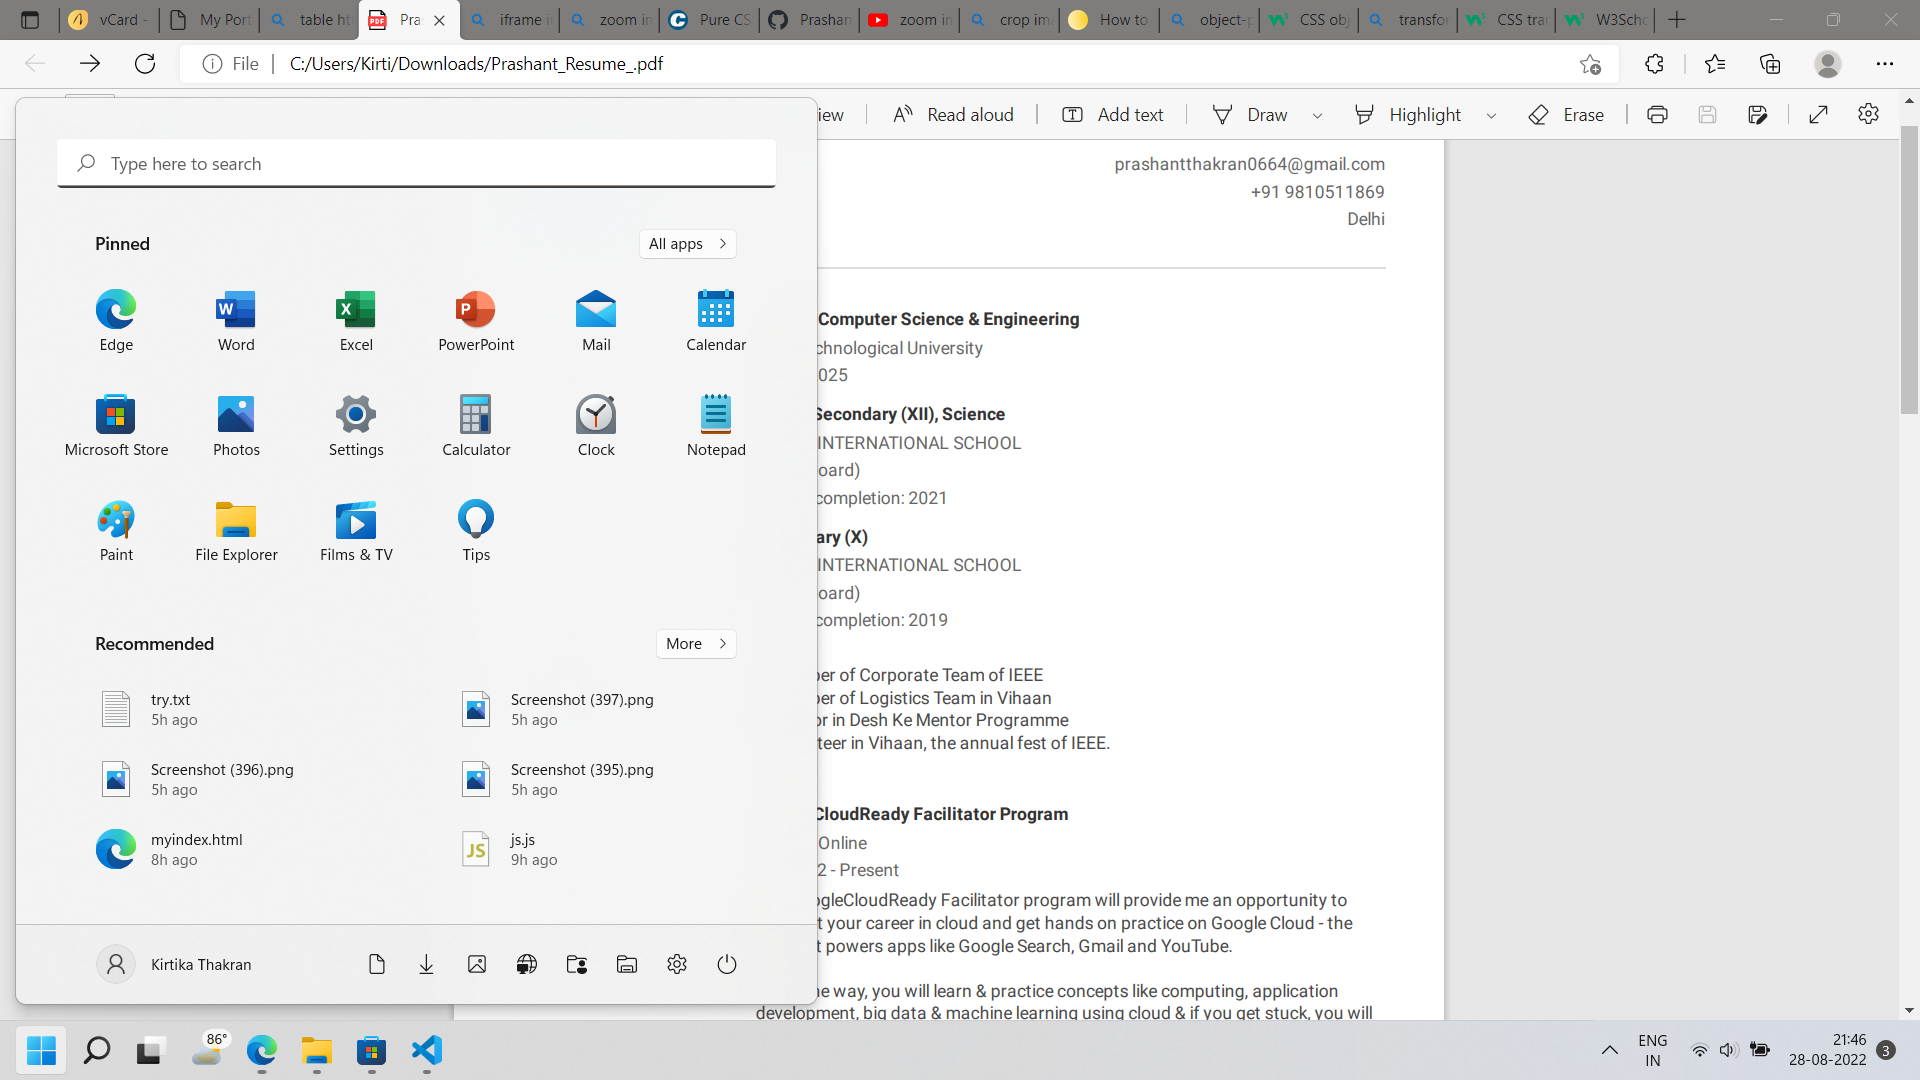 vCard -
My Port
table ht
Pra
iframe i
zoom in
Pure CS
Prashan
zoom in
crop im
How to
object-p
CSS obj
transfor
CSS tran
W3Scho
File
C:/Users/Kirti/Downloads/Prashant_Resume_.pdf
iew
Read aloud
Add text
Draw
Highlight
Erase
Type here to search
Pinned
All apps
Edge
Word
Excel
PowerPoint
Mail
Calendar
Microsoft Store
Photos
Settings
Calculator
Clock
Notepad
Paint
File Explorer
Films & TV
Tips
Recommended
More
try.txt
5h ago
Screenshot (397).png
5h ago
Screenshot (396).png
5h ago
Screenshot (395).png
5h ago
myindex.html
8h ago
JS
js.js
9h ago
Kirtika Thakran
prashantthakran0664@gmail.com
+91 9810511869
Delhi
Computer Science & Engineering
chnological University
025
Secondary (XII), Science
INTERNATIONAL SCHOOL
oard)
completion: 2021
ary (X)
INTERNATIONAL SCHOOL
oard)
completion: 2019
ber of Corporate Team of IEEE
ber of Logistics Team in Vihaan
or in Desh Ke Mentor Programme
teer in Vihaan, the annual fest of IEEE.
CloudReady Facilitator Program
Online
2 - Present
ogleCloudReady Facilitator program will provide me an opportunity to
t your career in cloud and get hands on practice on Google Cloud - the
t powers apps like Google Search, Gmail and YouTube.
ne way, you will learn & practice concepts like computing, application
development, big data & machine learning using cloud & if you get stuck, you will
86°
ENG
IN
21:46
28-08-2022
3